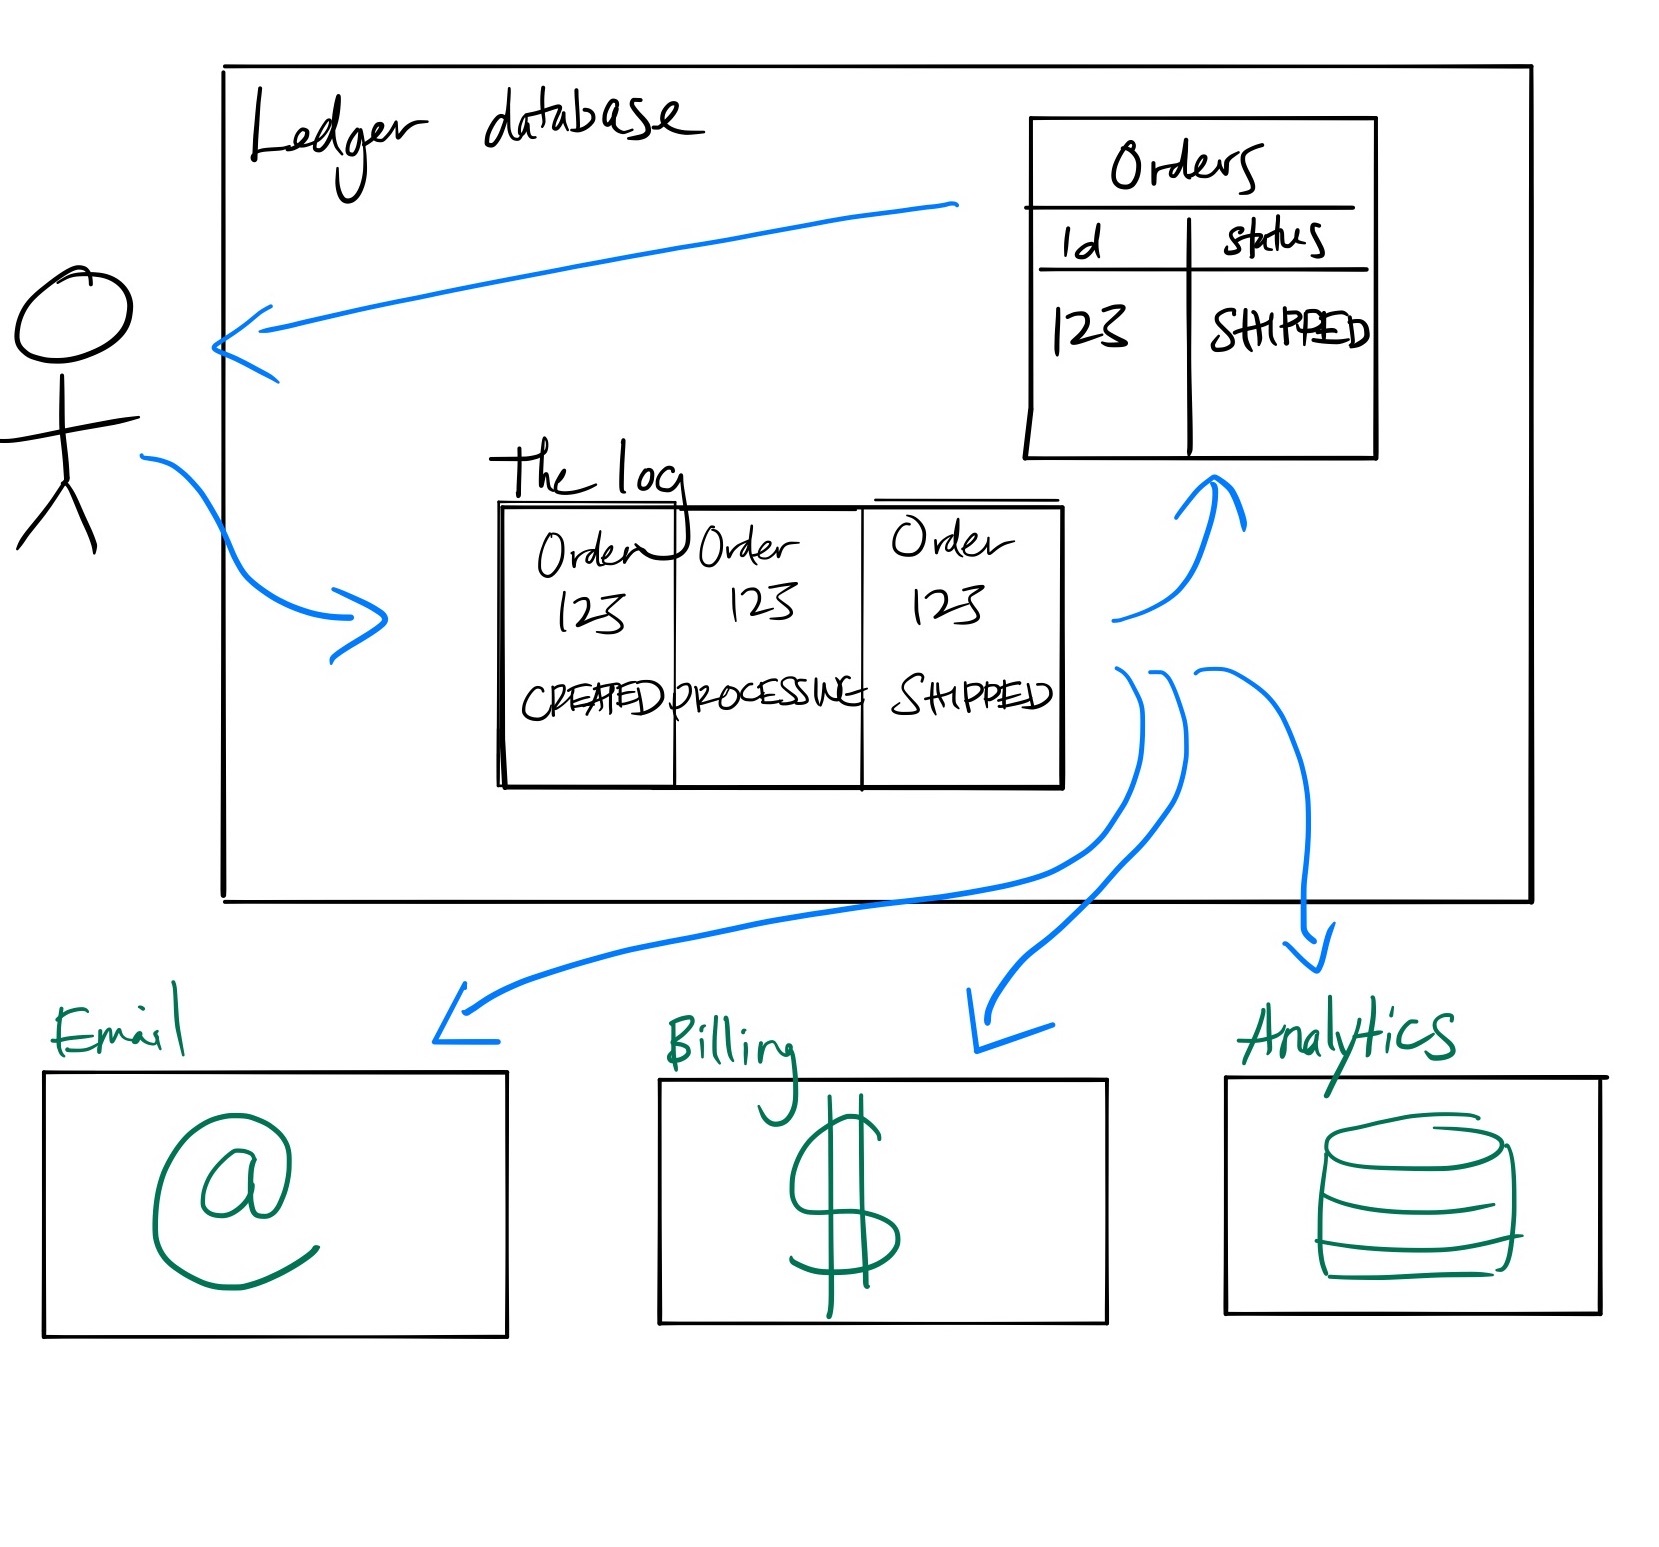 Ledger database
Orders
Id status
123 SHIPPED
The log
Order 123 CREATED
Order 123 PROCESSING
Order 123 SHIPPED
Email
@
Billing
$
Analytics